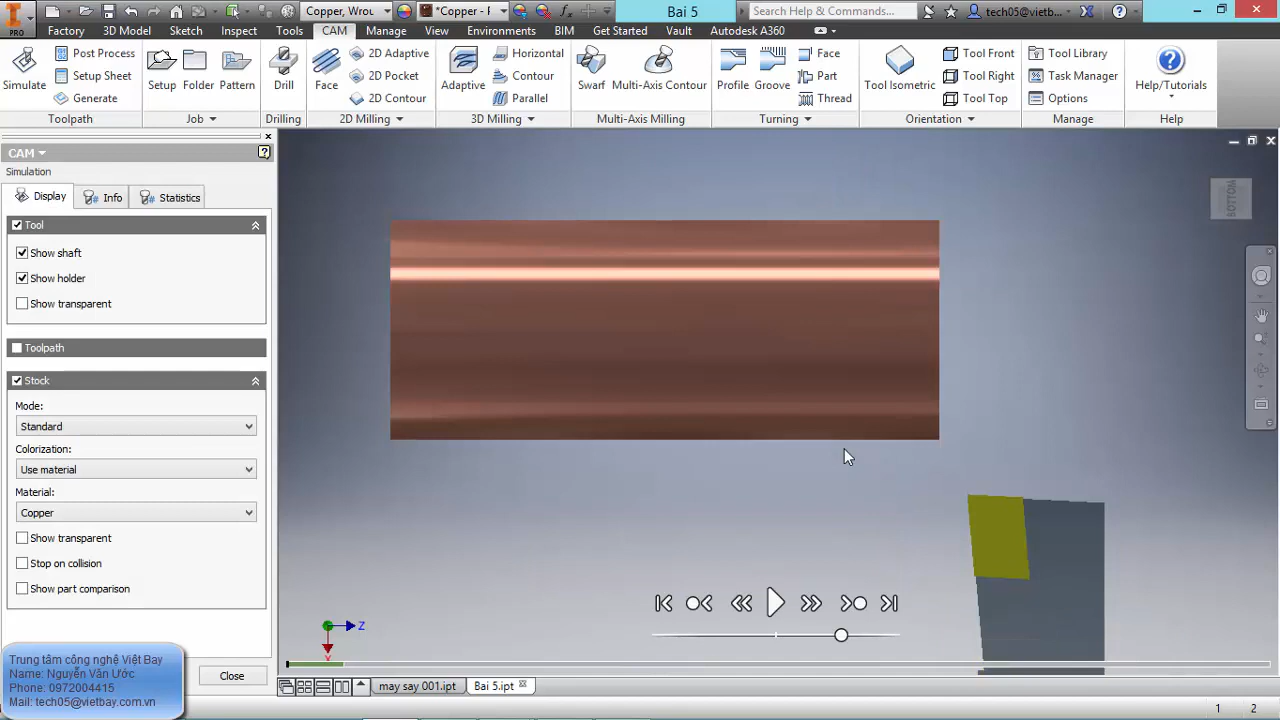 Copper, Wrou
*Copper - P
Bai 5
Search Help & Commands...
tech05@vietb...
PRO
Factory 3D Model Sketch Inspect Tools CAM Manage View Environments BIM Get Started Vault Autodesk A360
Simulate Post Process Setup Sheet Generate
Setup Folder Pattern
Drill
Face 2D Adaptive 2D Pocket 2D Contour
Adaptive Horizontal Contour Parallel
Swarf Multi-Axis Contour
Profile Groove Face Part Thread
Tool Isometric Tool Front Tool Right Tool Top
Tool Library Task Manager Options
Help/Tutorials
Toolpath Job Drilling 2D Milling 3D Milling Multi-Axis Milling Turning Orientation Manage Help
CAM
Simulation
Display Info Statistics
Tool
Show shaft
Show holder
Show transparent
Toolpath
Stock
Mode:
Standard
Colorization:
Use material
Material:
Copper
Show transparent
Stop on collision
Show part comparison
Close
BOTTOM
Z
Y
Trung tâm công nghệ Việt Bay
Name: Nguyễn Văn Ước
Phone: 0972004415
Mail: tech05@vietbay.com.vn
may say 001.ipt
Bai 5.ipt
1 2